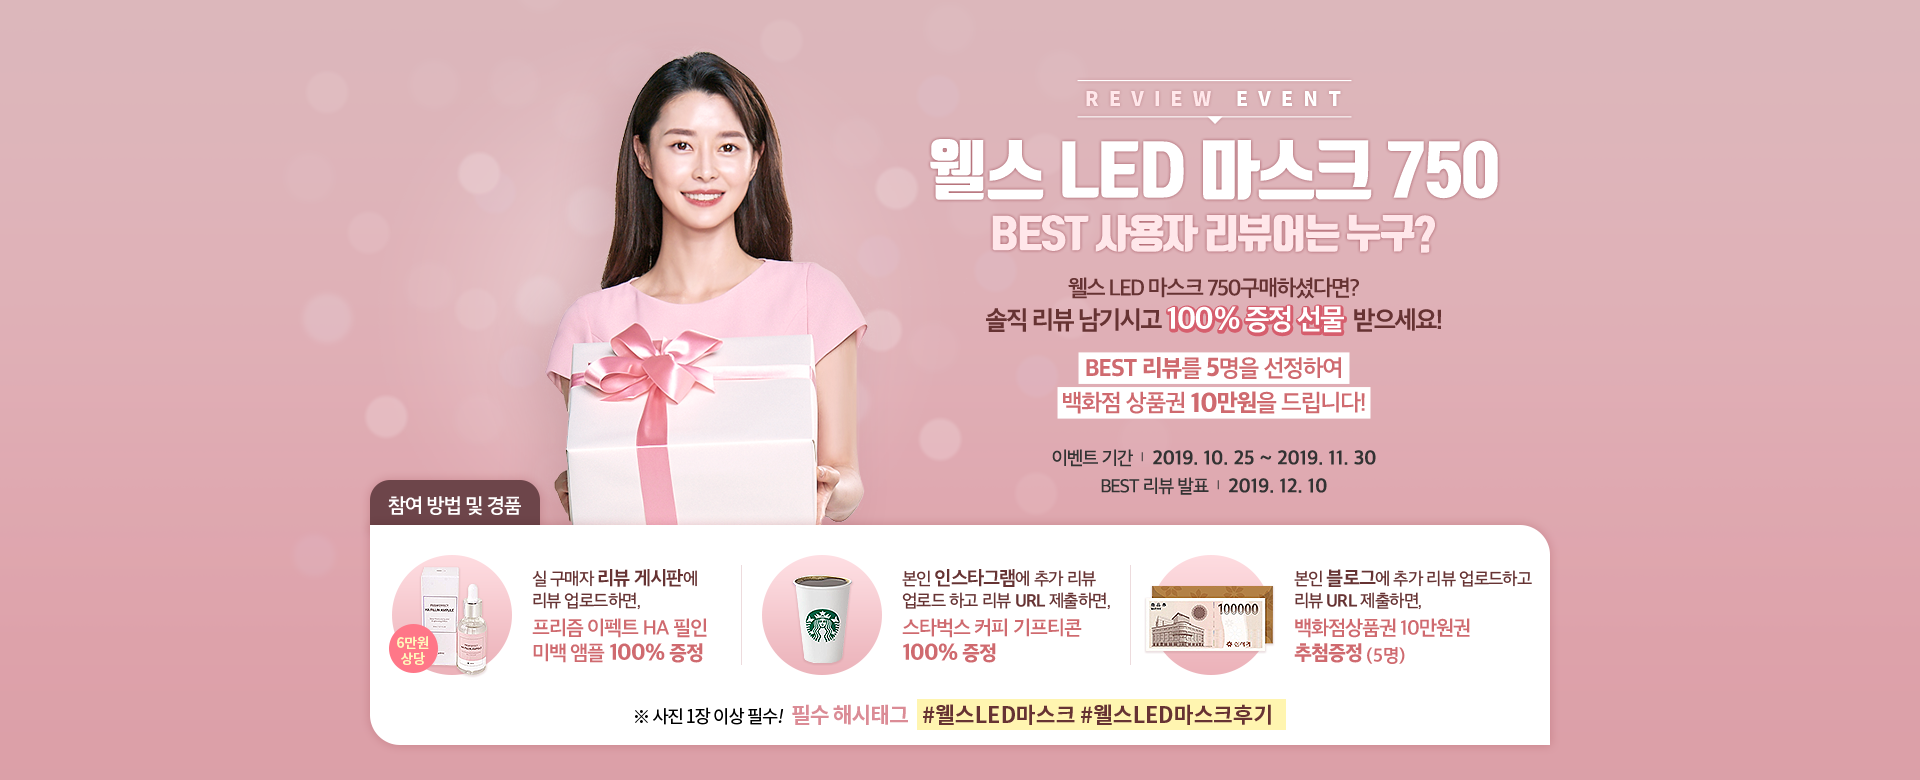 REVIEW EVENT
웰스 LED 마스크 750
BEST 사용자 리뷰어는 누구?
웰스 LED 마스크 750구매하셨다면?
솔직 리뷰 남기시고 100% 증정 선물 받으세요!
BEST 리뷰를 5명을 선정하여
백화점 상품권 10만원을 드립니다!
이벤트 기간 | 2019. 10. 25 ~ 2019. 11. 30
BEST 리뷰 발표 | 2019. 12. 10
참여 방법 및 경품
6만원
상당
실 구매자 리뷰 게시판에
리뷰 업로드하면,
프리즘 이펙트 HA 필인
미백 앰플 100% 증정
본인 인스타그램에 추가 리뷰
업로드 하고 리뷰 URL 제출하면,
스타벅스 커피 기프티콘
100% 증정
100000
본인 블로그에 추가 리뷰 업로드하고
리뷰 URL 제출하면,
백화점상품권 10만원권
추첨증정 (5명)
※ 사진 1장 이상 필수! 필수 해시태그 #웰스LED마스크 #웰스LED마스크후기